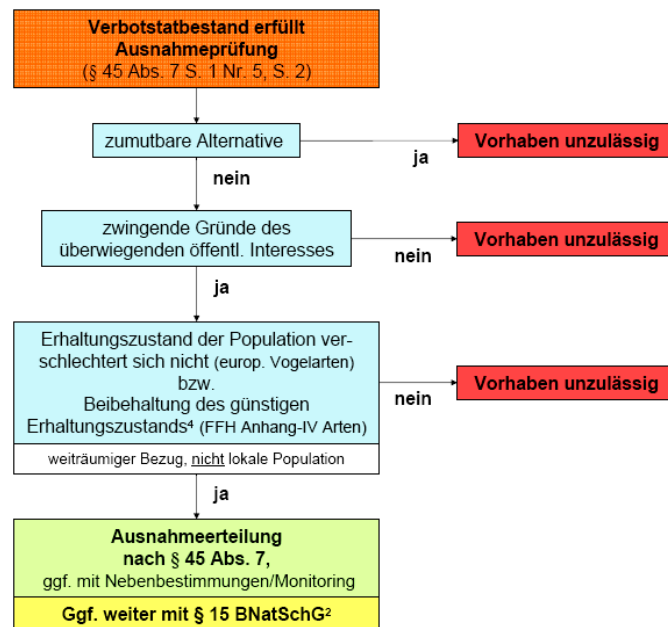 Verbotstatbestand erfüllt
Ausnahmeprüfung
(§ 45 Abs. 7 S. 1 Nr. 5, S. 2)
zumutbare Alternative
ja
Vorhaben unzulässig
nein
zwingende Gründe des
überwiegenden öffentl. Interesses
nein
Vorhaben unzulässig
ja
Erhaltungszustand der Population ver-
schlechtert sich nicht (europ. Vogelarten)
bzw.
Beibehaltung des günstigen
Erhaltungszustands⁴ (FFH Anhang-IV Arten)
nein
Vorhaben unzulässig
weiträumiger Bezug, nicht lokale Population
ja
Ausnahmeerteilung
nach § 45 Abs. 7,
ggf. mit Nebenbestimmungen/Monitoring
Ggf. weiter mit § 15 BNatSchG²